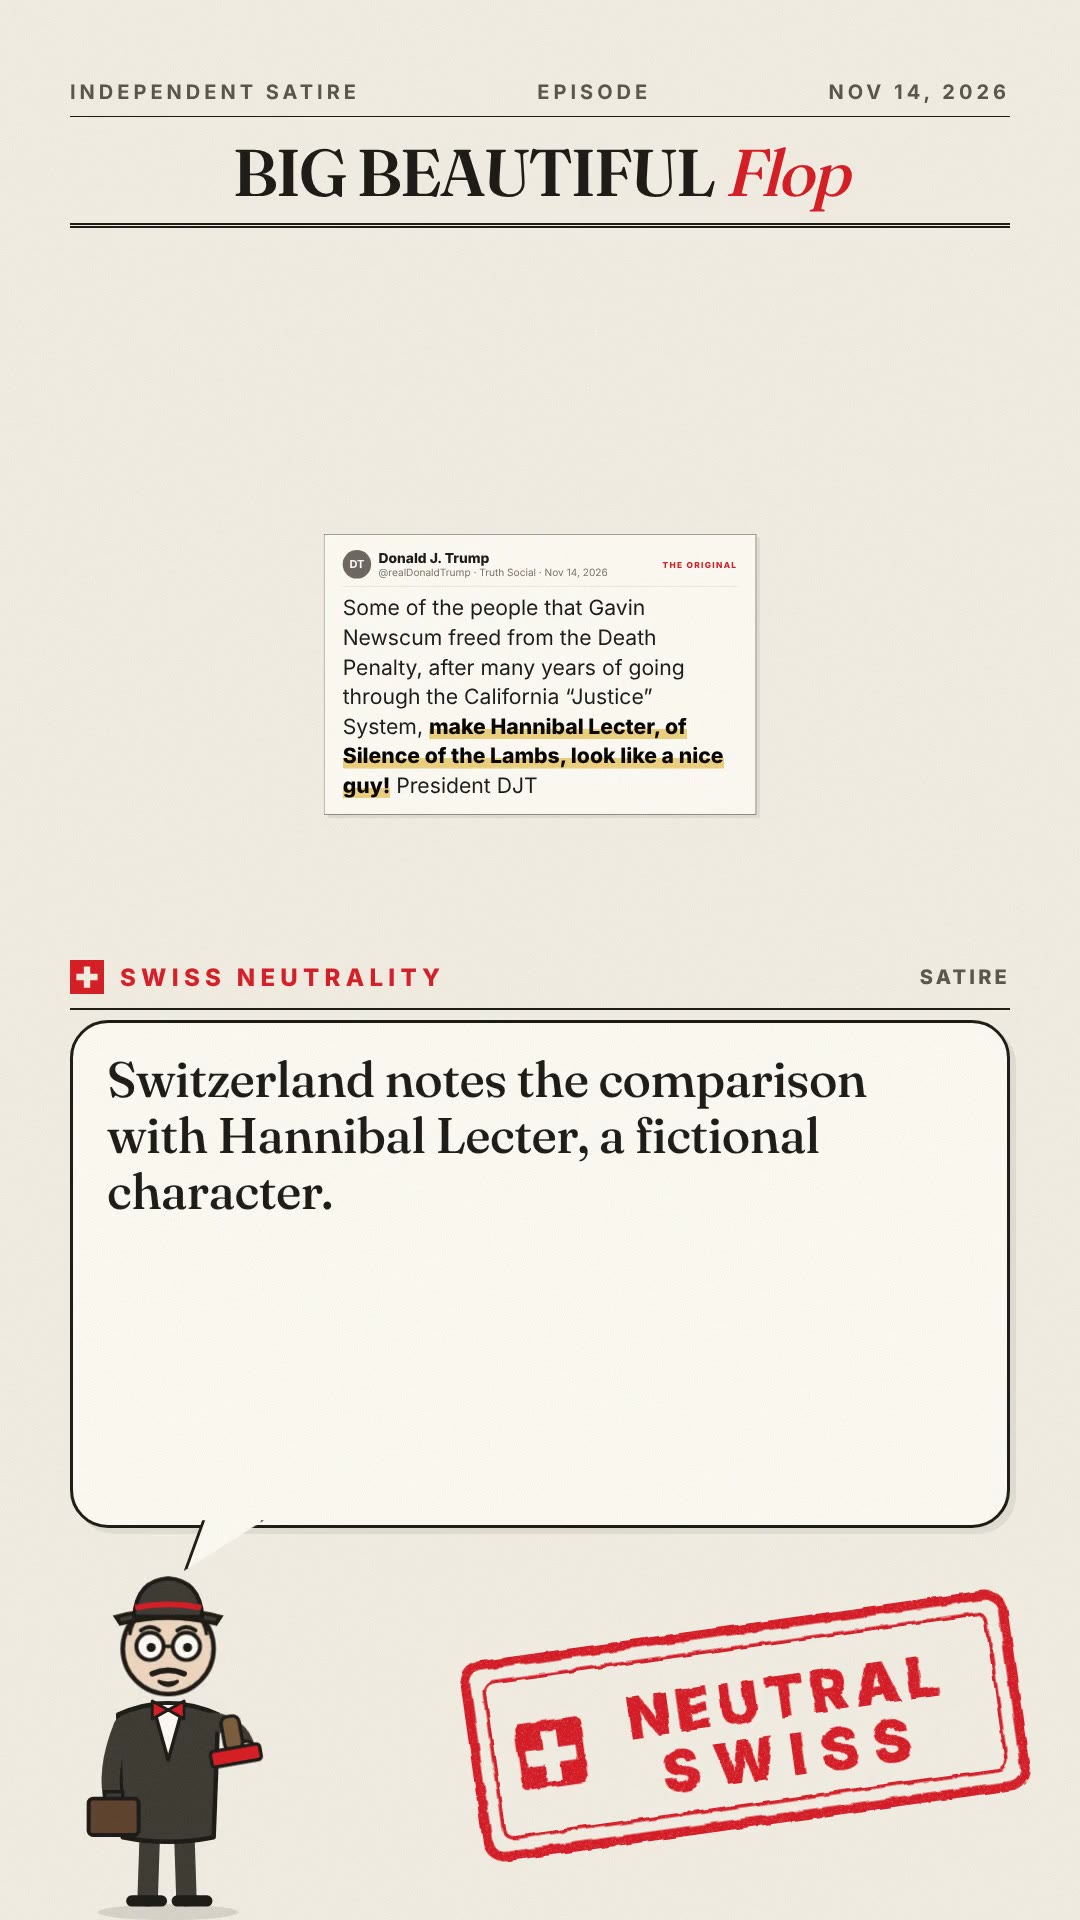 INDEPENDENT SATIRE EPISODE NOV 14, 2026
BIG BEAUTIFUL Flop
DT Donald J. Trump
@realDonaldTrump · Truth Social · Nov 14, 2026
THE ORIGINAL
Some of the people that Gavin
Newscum freed from the Death
Penalty, after many years of going
through the California “Justice”
System, make Hannibal Lecter, of
Silence of the Lambs, look like a nice
guy! President DJT
SWISS NEUTRALITY SATIRE
Switzerland notes the comparison
with Hannibal Lecter, a fictional
character.
NEUTRAL
SWISS